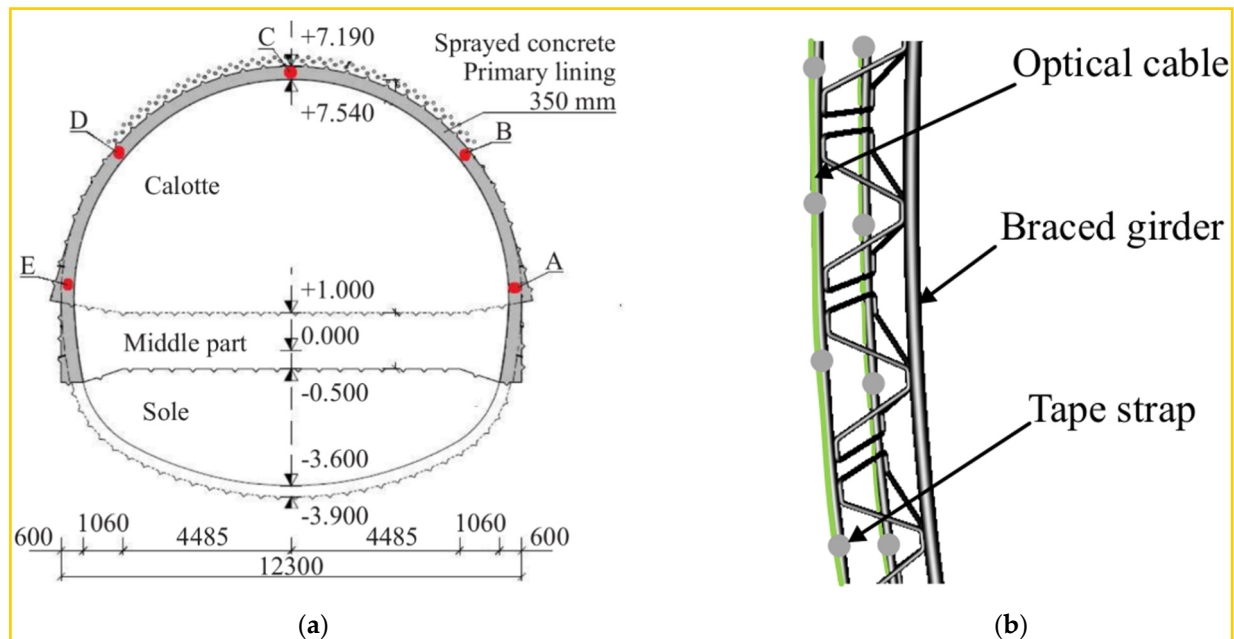 +7.190
C
Sprayed concrete
Primary lining
350 mm
+7.540
D
B
Calotte
E
A
+1.000
Middle part
0.000
-0.500
Sole
-3.600
-3.900
600
1060
4485
4485
1060
600
12300
(a)
Optical cable
Braced girder
Tape strap
(b)